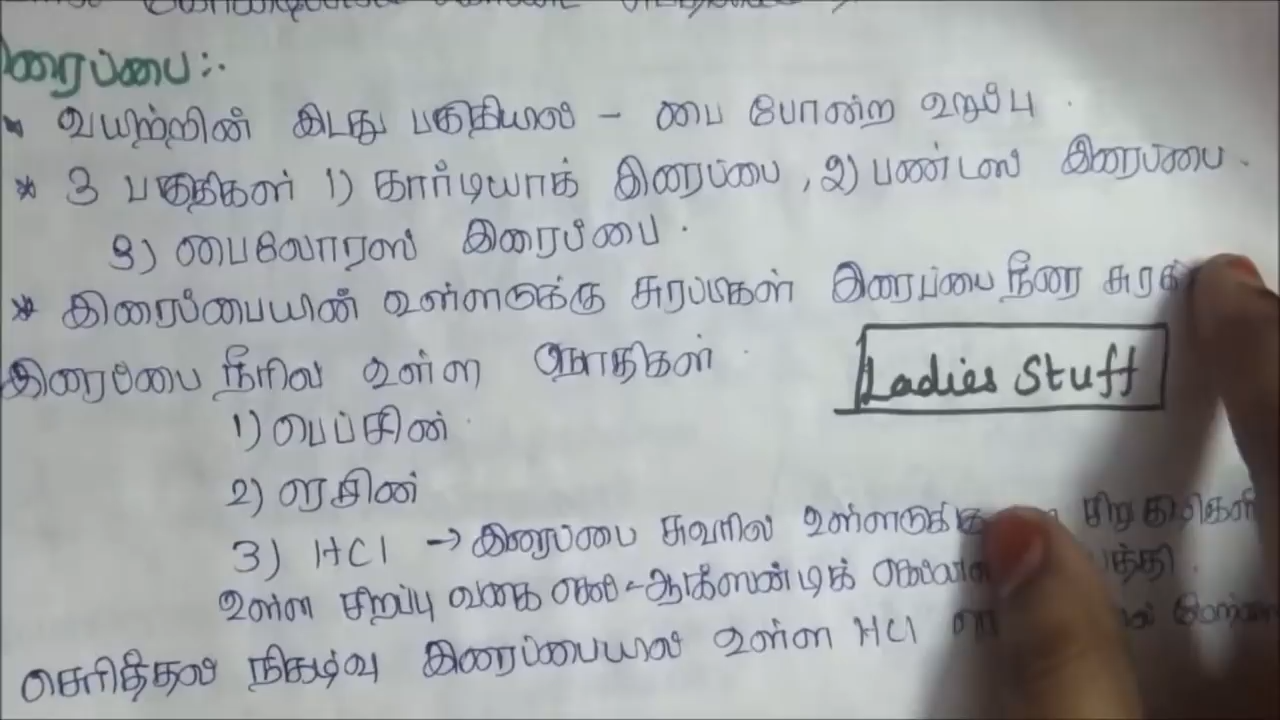 இரைப்பை:-
* வயிற்றின் இடது பகுதியில் - பை போன்ற உறுப்பு.
* 3 பகுதிகள் 1) கார்டியாக் இரைப்பை, 2) பண்டஸ் இரைப்பை.
3) பைலோரஸ் இரைப்பை.
* இரைப்பையின் உள்ளடுக்கு சுரப்பிகள் இரைப்பை நீரை
இரைப்பை நீரில் உள்ள நொதிகள்
Ladies Stuff
1) பெப்சின்
2) ரெனின்
3) HCl → இரைப்பை சுவரில்
உள்ள சிறப்பு வகை செல்-ஆக்ஸண்டிக்
செரித்தல் நிகழ்வு இரைப்பையில் உள்ள HCl